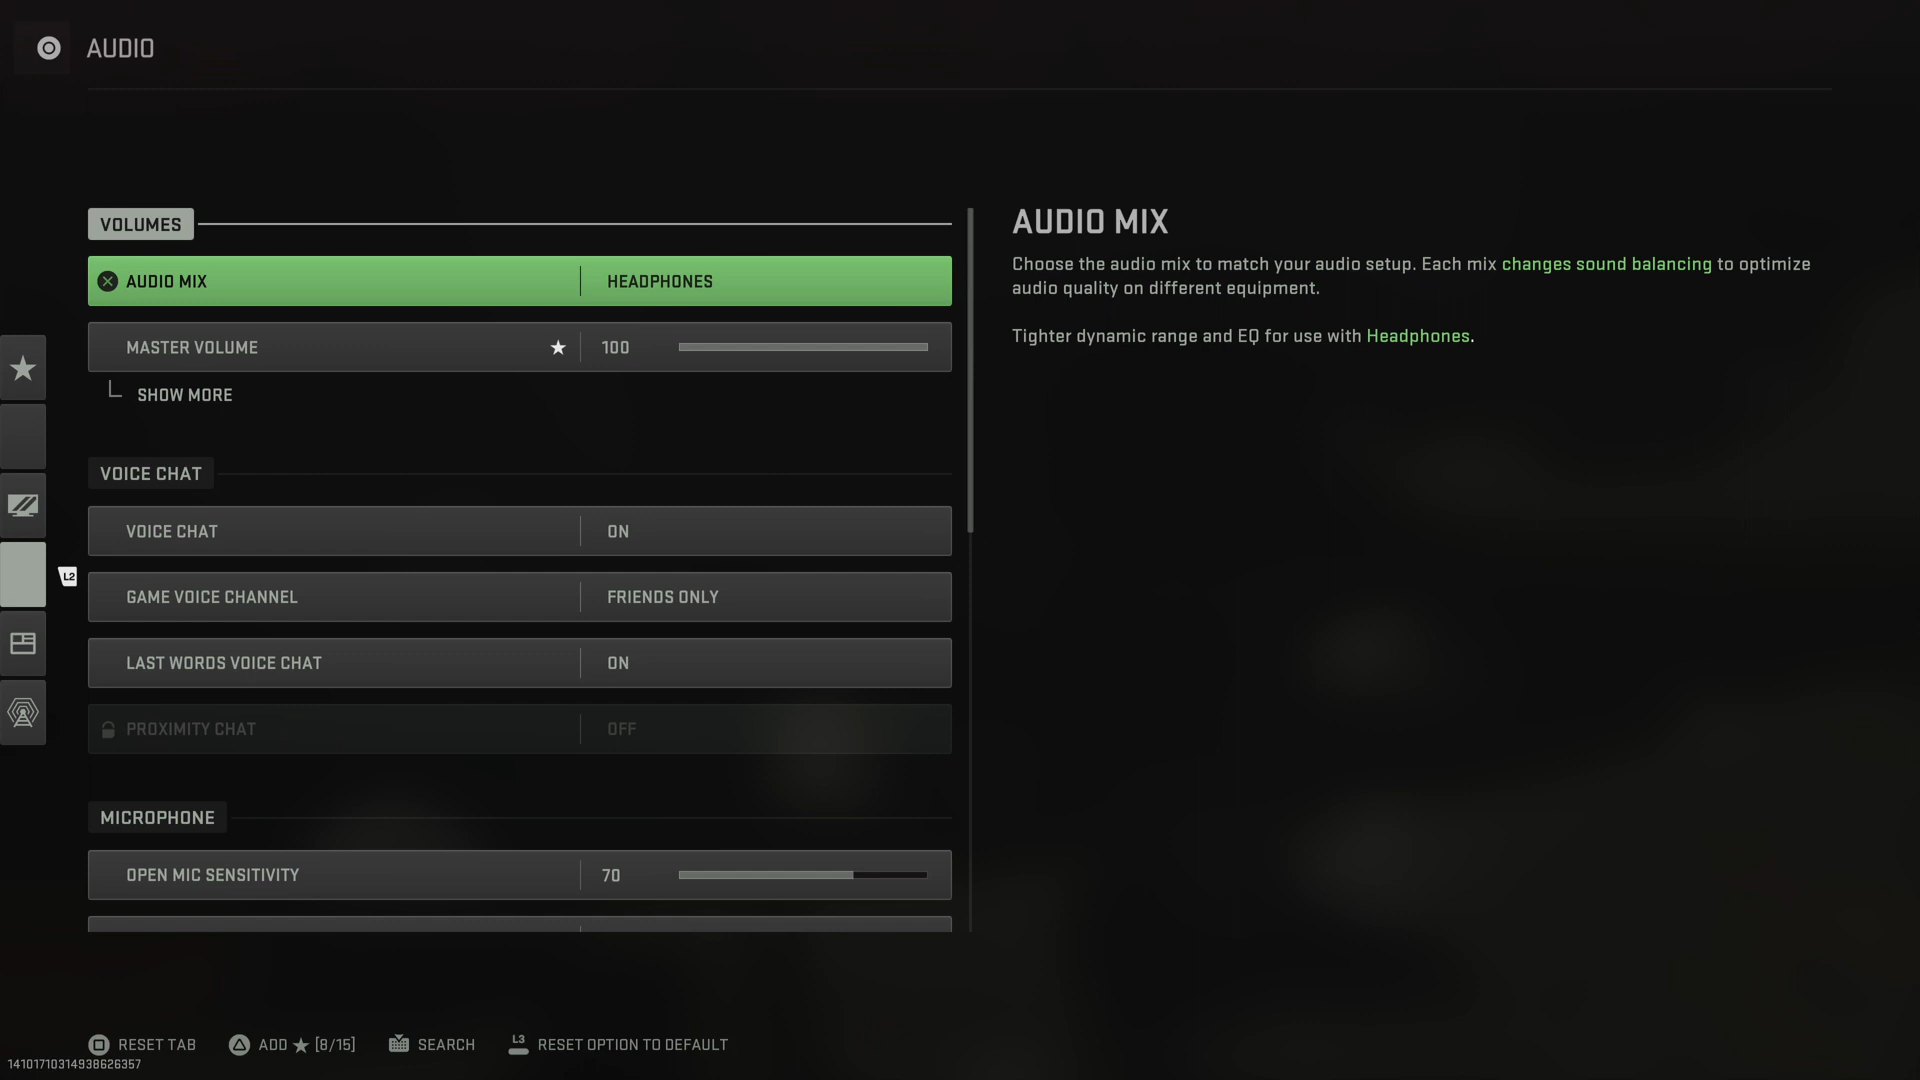 AUDIO
VOLUMES
AUDIO MIX
HEADPHONES
MASTER VOLUME
100
SHOW MORE
VOICE CHAT
VOICE CHAT
ON
GAME VOICE CHANNEL
FRIENDS ONLY
LAST WORDS VOICE CHAT
ON
PROXIMITY CHAT
OFF
MICROPHONE
OPEN MIC SENSITIVITY
70
L2
AUDIO MIX
Choose the audio mix to match your audio setup. Each mix changes sound balancing to optimize
audio quality on different equipment.
Tighter dynamic range and EQ for use with Headphones.
RESET TAB
ADD ★ [8/15]
SEARCH
L3
RESET OPTION TO DEFAULT
14101710314938626357